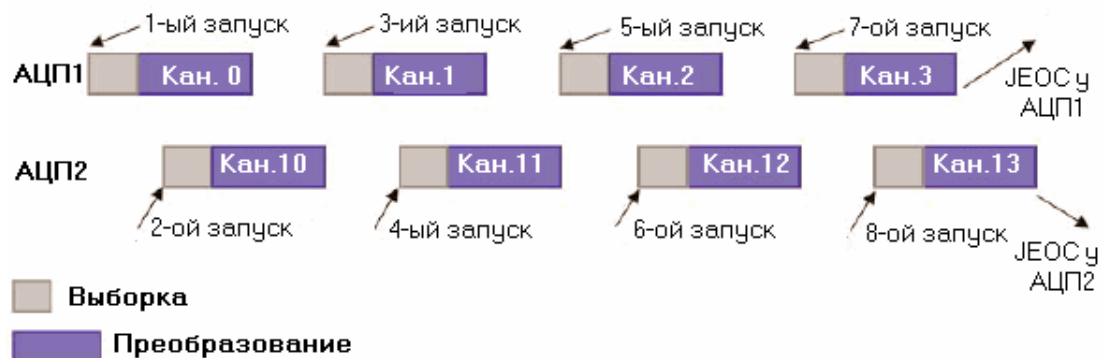 1-ый запуск
3-ий запуск
5-ый запуск
7-ой запуск
АЦП1
Кан. 0
Кан.1
Кан.2
Кан.3
JEOC у
АЦП1
АЦП2
Кан.10
Кан.11
Кан.12
Кан.13
2-ой запуск
4-ый запуск
6-ой запуск
8-ой запуск
JEOC у
АЦП2
Выборка
Преобразование